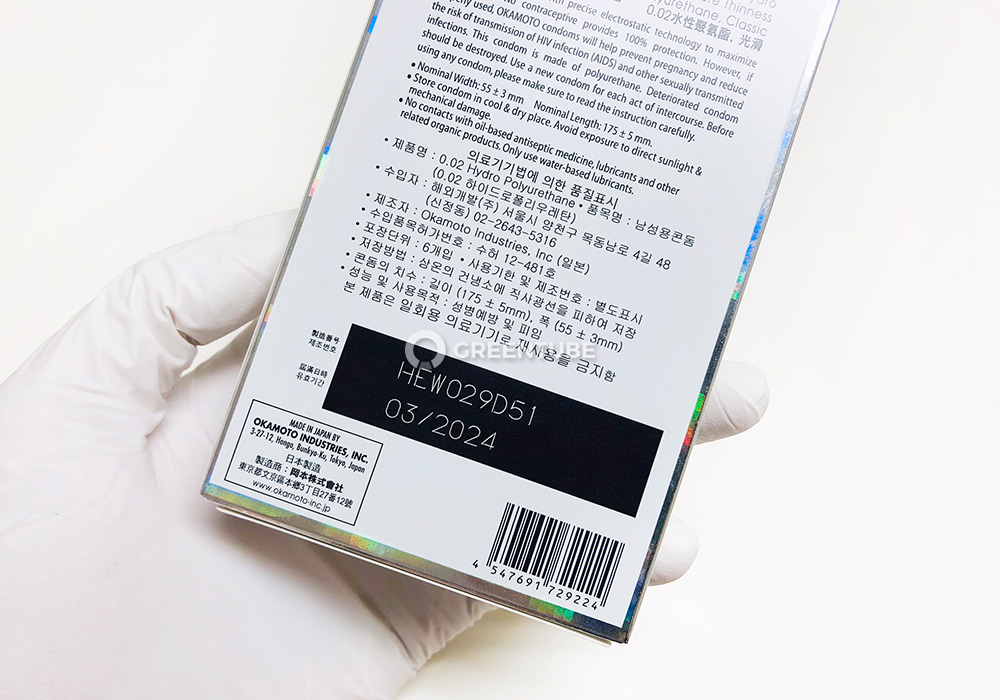 Thinness
Polyurethane, Classic
0.02水性聚氨酯, 光滑
with precise electrostatic technology to maximize
No contraceptive provides 100% protection. However, if
used, OKAMOTO condoms will help prevent pregnancy and reduce
the risk of transmission of HIV infection (AIDS) and other sexually transmitted
infections. This condom is made of polyurethane. Deteriorated condom
should be destroyed. Use a new condom for each act of intercourse. Before
using any condom, please make sure to read the instruction carefully.
• Nominal Width: 55 ± 3 mm Nominal Length: 175 ± 5 mm.
• Store condom in cool & dry place. Avoid exposure to direct sunlight &
mechanical damage.
• No contacts with oil-based antiseptic medicine, lubricants and other
related organic products. Only use water-based lubricants.
의료기기법에 의한 품질표시
• 제품명 : 0.02 Hydro Polyurethane • 품목명 : 남성용콘돔
(0.02 하이드로폴리우레탄)
• 수입자 : 해외개발(주) 서울시 양천구 목동남로 4길 48
(신정동) 02-2643-5316
• 제조자 : Okamoto Industries, Inc (일본)
• 수입품목허가번호 : 수허 12-481호
• 포장단위 : 6개입 • 사용기한 및 제조번호 : 별도표시
• 저장방법 : 상온의 건냉소에 직사광선을 피하여 저장
• 콘돔의 치수 : 길이 (175 ± 5mm), 폭 (55 ± 3mm)
• 성능 및 사용목적 : 성병예방 및 피임
본 제품은 일회용 의료기기로 재사용을 금지함
GREENTUBE
製造番号
제조번호
HEW029D51
屆滿日時
유효기간
03/2024
MADE IN JAPAN BY
OKAMOTO INDUSTRIES, INC.
3-27-12, Hongo, Bunkyo-Ku, Tokyo, Japan
日本製造
製造商：岡本株式會社
東京都文京區本郷3丁目27番12號
www.okamoto-inc.jp
4 547691 729224